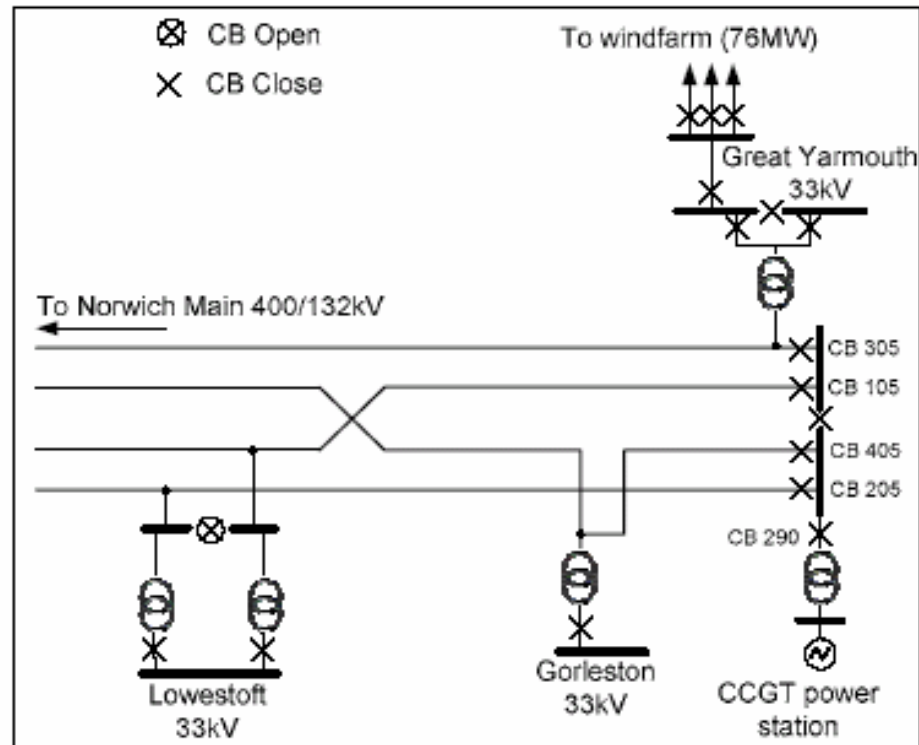 CB Open
CB Close
To windfarm (76MW)
Great Yarmouth
33kV
To Norwich Main 400/132kV
CB 305
CB 105
CB 405
CB 205
CB 290
Lowestoft
33kV
Gorleston
33kV
CCGT power
station